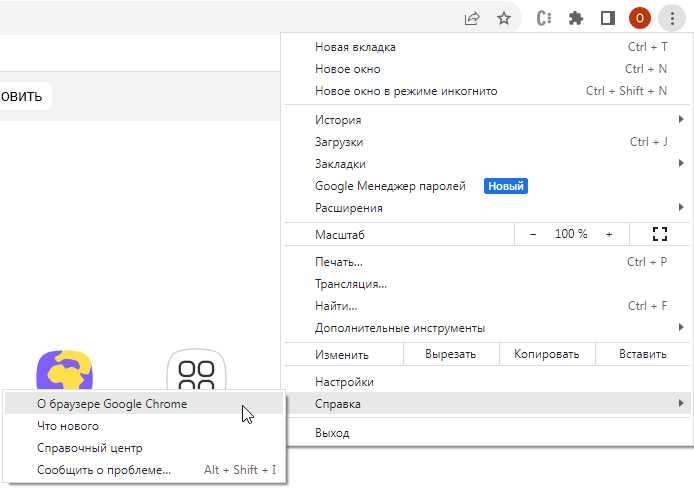 О
Новая вкладка Ctrl + T
Новое окно Ctrl + N
ОВИТЬ
Новое окно в режиме инкогнито Ctrl + Shift + N
История
Загрузки Ctrl + J
Закладки
Google Менеджер паролей Новый
Расширения
Масштаб − 100 % +
Печать... Ctrl + P
Трансляция...
Найти... Ctrl + F
Дополнительные инструменты
Изменить Вырезать Копировать Вставить
Настройки
Справка
О браузере Google Chrome
Что нового
Справочный центр
Сообщить о проблеме... Alt + Shift + I
Выход